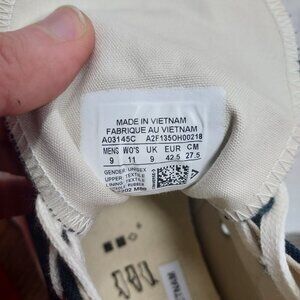 MADE IN VIETNAM
FABRIQUE AU VIETNAM
A03145C A2F135OH00218
MENS WO'S UK EUR CM
9 11 9 42.5 27.5
GENDER: UNISEX
UPPER: TEXTILE
LINING: TEXTILE
RUBBER